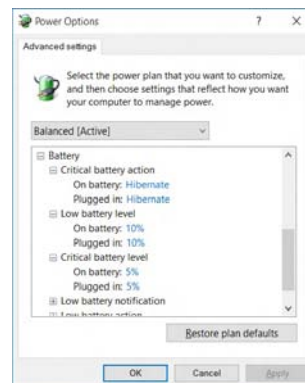 Power Options
Advanced settings
Select the power plan that you want to customize,
and then choose settings that reflect how you want
your computer to manage power.
Balanced [Active]
Battery
Critical battery action
On battery: Hibernate
Plugged in: Hibernate
Low battery level
On battery: 10%
Plugged in: 10%
Critical battery level
On battery: 5%
Plugged in: 5%
Low battery notification
Low battery action
Restore plan defaults
OK
Cancel
Apply